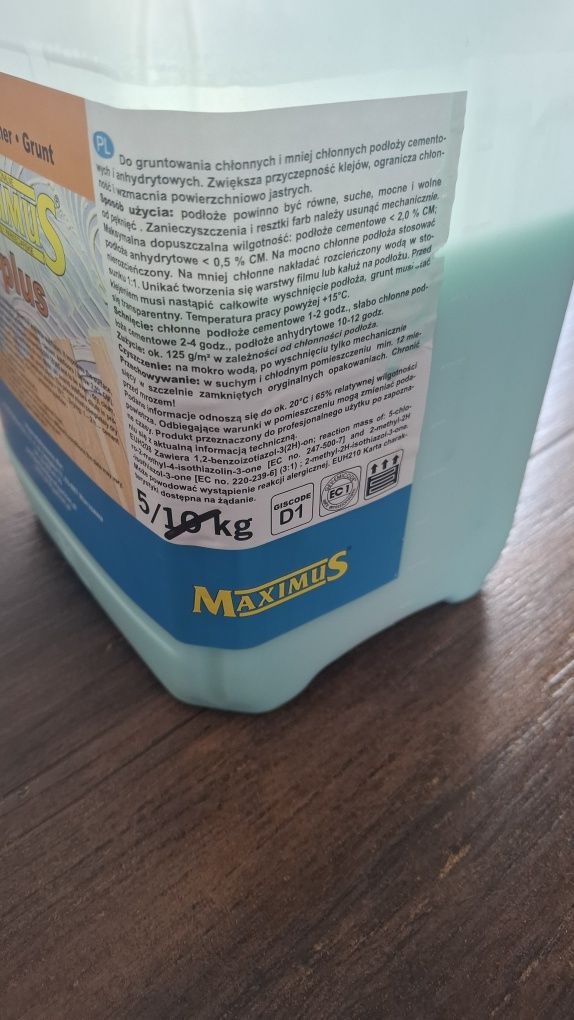 er • Grunt
IMUS
plus
PL
Do gruntowania chłonnych i mniej chłonnych podłoży cemento-
wych i anhydrytowych. Zwiększa przyczepność klejów, ogranicza chłon-
ność i wzmacnia powierzchniowo jastrych.
Sposób użycia: podłoże powinno być równe, suche, mocne i wolne
od pęknięć . Zanieczyszczenia i resztki farb należy usunąć mechanicznie.
Maksymalna dopuszczalna wilgotność: podłoże cementowe < 2,0 % CM;
podłoże anhydrytowe < 0,5 % CM. Na mocno chłonne podłoża stosować
nierozcieńczony. Na mniej chłonne nakładać rozcieńczony wodą w sto-
sunku 1:1. Unikać tworzenia się warstwy filmu lub kałuż na podłożu. Przed
klejeniem musi nastąpić całkowite wyschnięcie podłoża, grunt musi stać
się transparentny. Temperatura pracy powyżej +15°C.
Schnięcie: chłonne podłoże cementowe 1-2 godz., słabo chłonne pod-
łoże cementowe 2-4 godz., podłoże anhydrytowe 10-12 godz.
Zużycie: ok. 125 g/m² w zależności od chłonności podłoża.
Czyszczenie: na mokro wodą, po wyschnięciu tylko mechanicznie
Przechowywanie: w suchym i chłodnym pomieszczeniu min. 12 mie-
sięcy w szczelnie zamkniętych oryginalnych opakowaniach. Chronić
przed mrozem!
Podane informacje odnoszą się do ok. 20°C i 65% relatywnej wilgotności
powietrza. Odbiegające warunki w pomieszczeniu mogą zmieniać poda-
ne czasy. Produkt przeznaczony do profesjonalnego użytku po zapozna-
niu się z aktualną informacją techniczną.
EUH208 Zawiera 1,2-benzoizotiazol-3(2H)-on; reaction mass of: 5-chlo-
ro-2-methyl-4-isothiazolin-3-one [EC no. 247-500-7] and 2-methyl-2H
-isothiazol-3-one [EC no. 220-239-6] (3:1) ; 2-methyl-2H-isothiazol-3-one.
Może powodować wystąpienie reakcji alergicznej. EUH210 Karta charak-
terystyki dostępna na żądanie.
5/10 kg
GISCODE
D1
EC 1
MAXIMUS